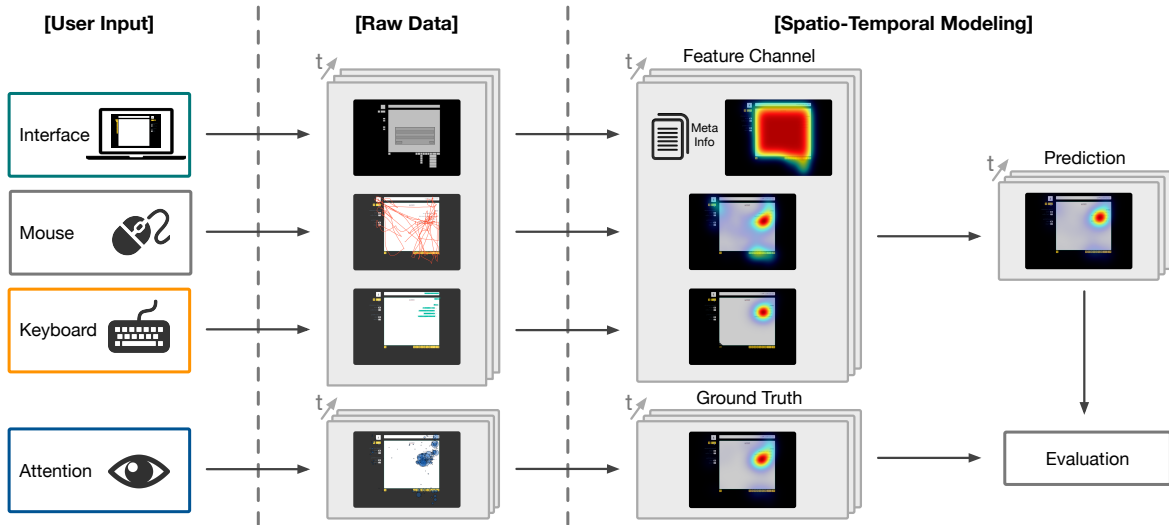 [User Input]
[Raw Data]
[Spatio-Temporal Modeling]
t
t
Feature Channel
Interface
Meta
Info
t
Prediction
Mouse
Keyboard
t
t
Ground Truth
Attention
Evaluation